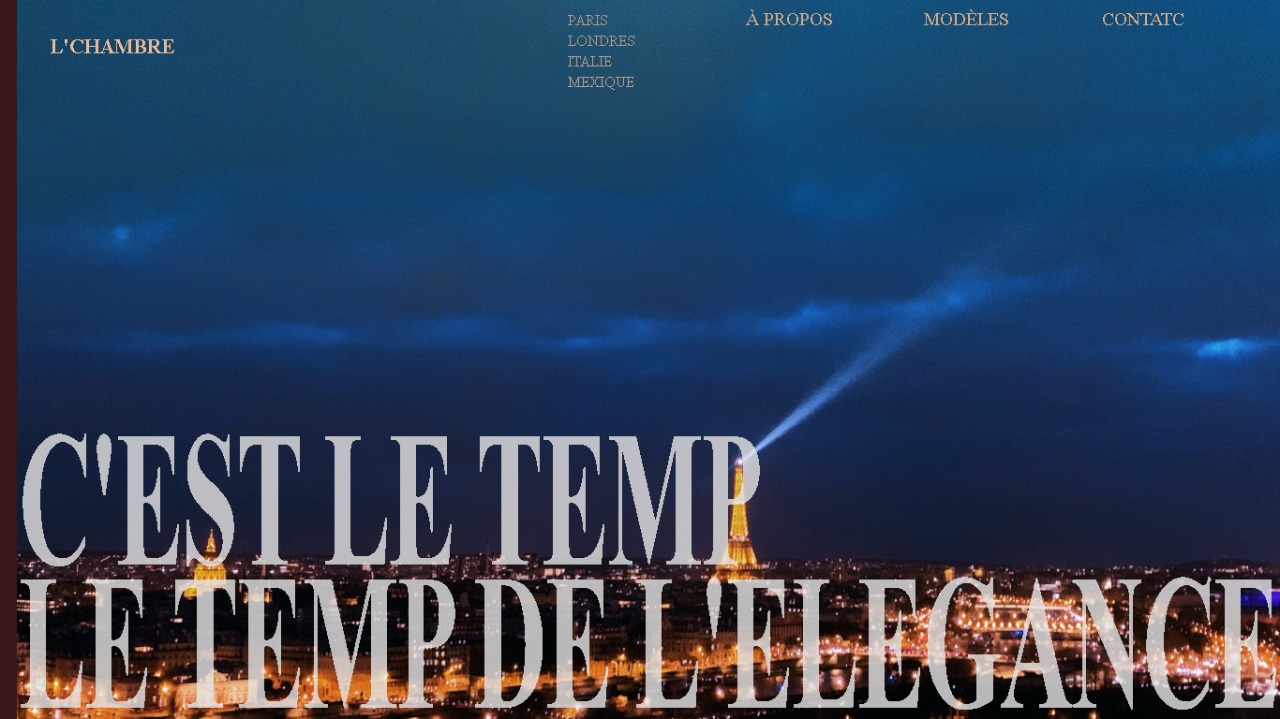 L'CHAMBRE
PARIS
LONDRES
ITALIE
MEXIQUE
À PROPOS
MODÈLES
CONTATC
C'EST LE TEMP
LE TEMP DE L'ELEGANCE